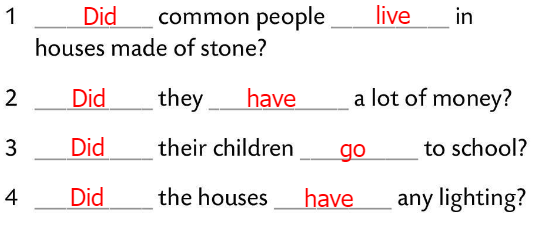 1 Did common people live in
houses made of stone?
2 Did they have a lot of money?
3 Did their children go to school?
4 Did the houses have any lighting?